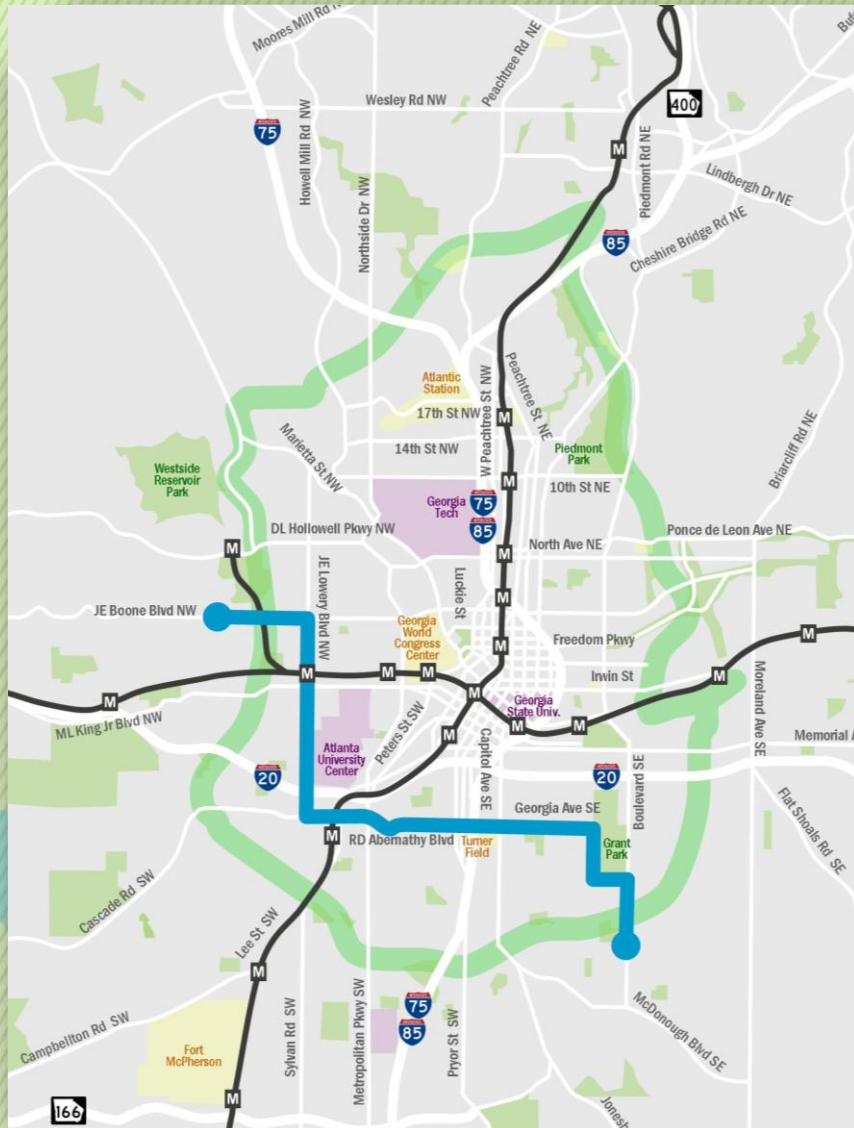 Moores Mill Rd
Peachtree Rd NE
400
Wesley Rd NW
75
Howell Mill Rd NW
Northside Dr NW
Piedmont Rd NE
M
Lindbergh Dr NE
85
Cheshire Bridge Rd NE
Atlantic
Station
17th St NW
M
W Peachtree St NW
Peachtree St NE
Briarcliff Rd NE
Marietta St NW
14th St NW
Piedmont
Park
Westside
Reservoir
Park
Georgia
Tech
M
10th St NE
75
85
DL Hollowell Pkwy NW
M
North Ave NE
M
Ponce de Leon Ave NE
JE Lowery Blvd NW
Luckie St
M
JE Boone Blvd NW
Georgia
World
Congress
Center
M
Freedom Pkwy
M
Irwin St
M
M
M
M
M
M
Moreland Ave SE
M
ML King Jr Blvd NW
Georgia
State Univ.
M
M
Peters St SW
M
Capitol Ave SE
Memorial A
Atlanta
University
Center
20
20
Boulevard SE
Georgia Ave SE
Flat Shoals Rd SE
M
RD Abernathy Blvd
Turner
Field
Grant
Park
Cascade Rd SW
Lee St SW
M
Campbellton Rd SW
Sylvan Rd SW
Metropolitan Pkwy SW
75
85
Pryor St SW
McDonough Blvd SE
Fort
McPherson
M
166
Jonesb